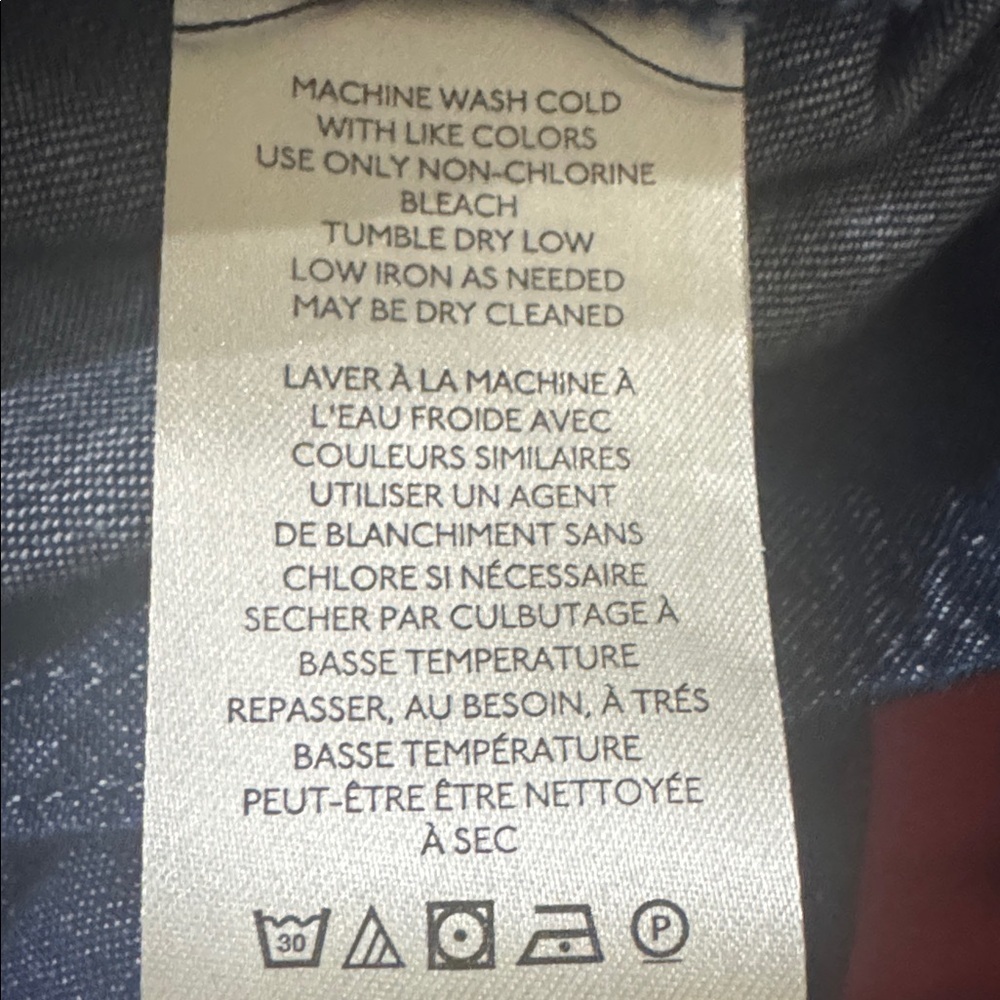 MACHINE WASH COLD
WITH LIKE COLORS
USE ONLY NON-CHLORINE
BLEACH
TUMBLE DRY LOW
LOW IRON AS NEEDED
MAY BE DRY CLEANED
LAVER À LA MACHINE À
L'EAU FROIDE AVEC
COULEURS SIMILAIRES
UTILISER UN AGENT
DE BLANCHIMENT SANS
CHLORE SI NÉCESSAIRE
SECHER PAR CULBUTAGE À
BASSE TEMPERATURE
REPASSER, AU BESOIN, À TRÉS
BASSE TEMPÉRATURE
PEUT-ÊTRE ÊTRE NETTOYÉE
À SEC
30 P